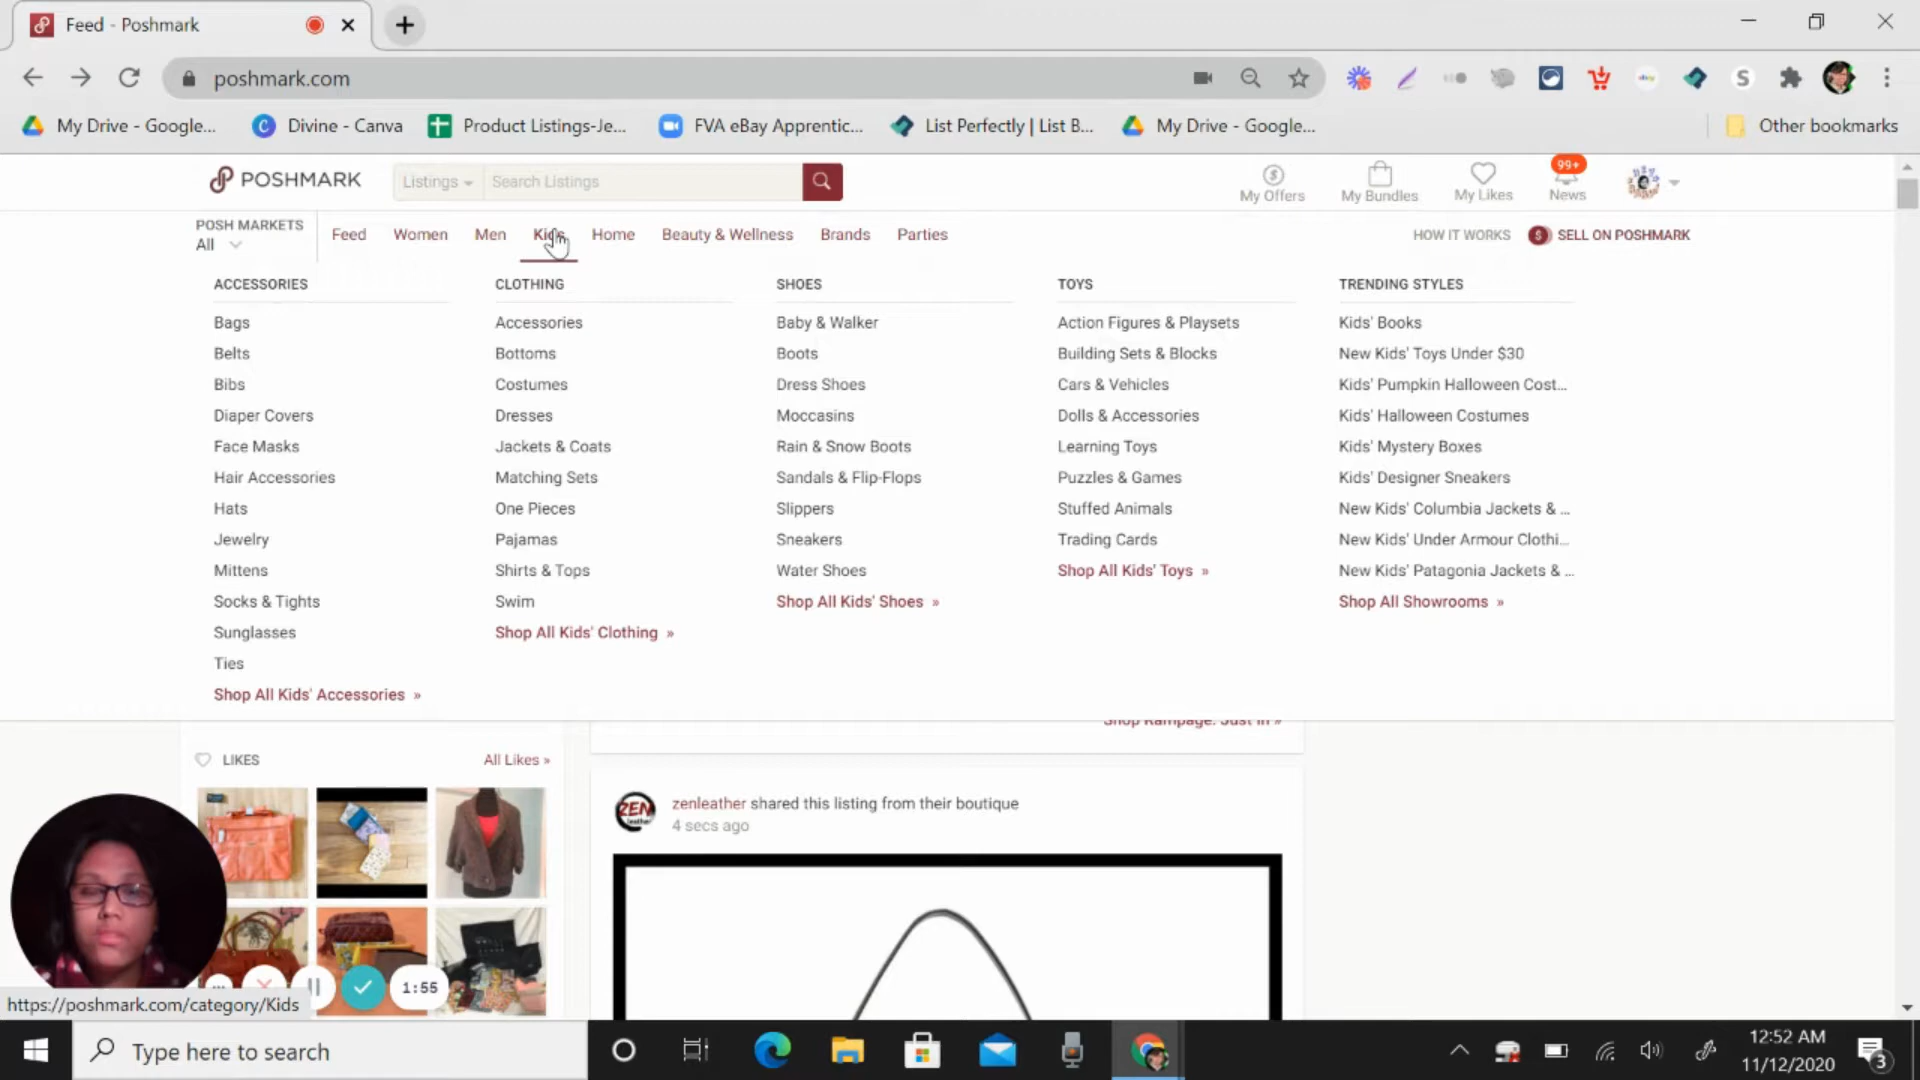 Feed - Poshmark
poshmark.com
My Drive - Google...
Divine - Canva
Product Listings-Je...
FVA eBay Apprentic...
List Perfectly | List B...
My Drive - Google...
Other bookmarks
POSHMARK
Listings
Search Listings
My Offers
My Bundles
My Likes
99+
News
POSH MARKETS
All
Feed
Women
Men
Kids
Home
Beauty & Wellness
Brands
Parties
HOW IT WORKS
SELL ON POSHMARK
ACCESSORIES
Bags
Belts
Bibs
Diaper Covers
Face Masks
Hair Accessories
Hats
Jewelry
Mittens
Socks & Tights
Sunglasses
Ties
Shop All Kids' Accessories »
CLOTHING
Accessories
Bottoms
Costumes
Dresses
Jackets & Coats
Matching Sets
One Pieces
Pajamas
Shirts & Tops
Swim
Shop All Kids' Clothing »
SHOES
Baby & Walker
Boots
Dress Shoes
Moccasins
Rain & Snow Boots
Sandals & Flip-Flops
Slippers
Sneakers
Water Shoes
Shop All Kids' Shoes »
TOYS
Action Figures & Playsets
Building Sets & Blocks
Cars & Vehicles
Dolls & Accessories
Learning Toys
Puzzles & Games
Stuffed Animals
Trading Cards
Shop All Kids' Toys »
TRENDING STYLES
Kids' Books
New Kids' Toys Under $30
Kids' Pumpkin Halloween Cost...
Kids' Halloween Costumes
Kids' Mystery Boxes
Kids' Designer Sneakers
New Kids' Columbia Jackets & ...
New Kids' Under Armour Clothi...
New Kids' Patagonia Jackets & ...
Shop All Showrooms »
Shop Rampage: Just In »
LIKES
All Likes »
ZEN
zenleather shared this listing from their boutique
4 secs ago
1:55
https://poshmark.com/category/Kids
Type here to search
12:52 AM
11/12/2020
3